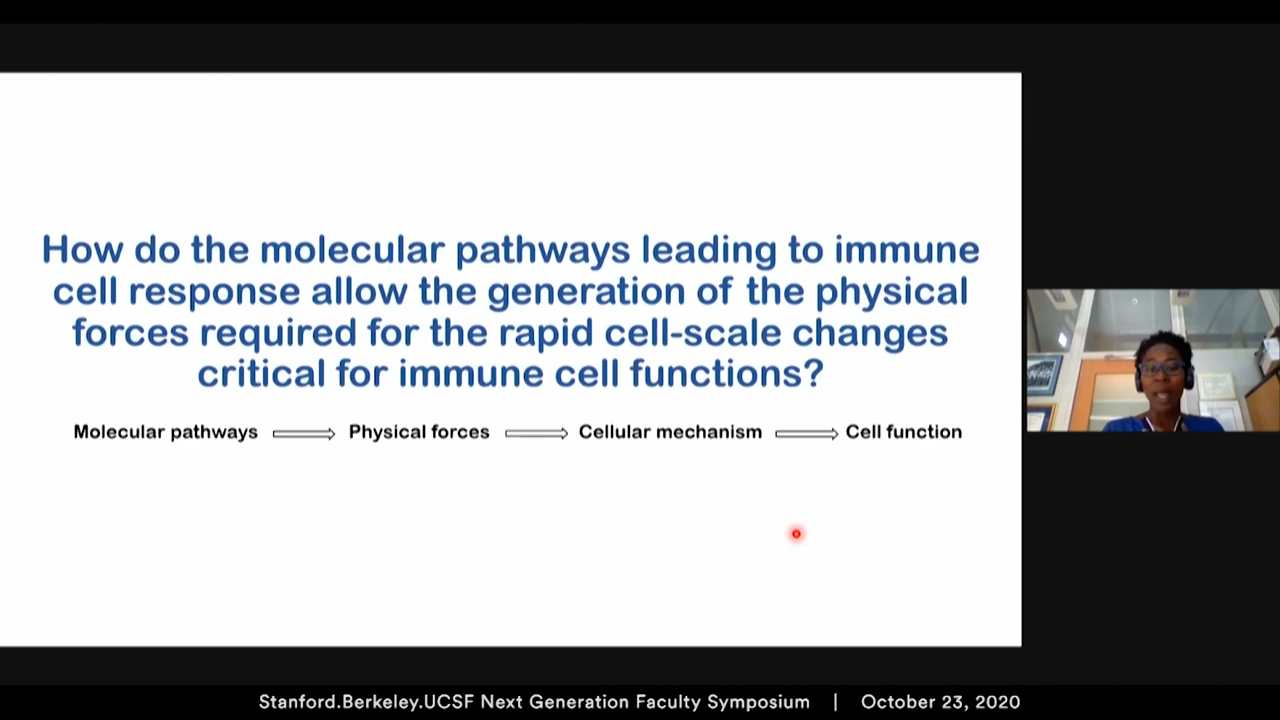 How do the molecular pathways leading to immune
cell response allow the generation of the physical
forces required for the rapid cell-scale changes
critical for immune cell functions?
Molecular pathways Physical forces Cellular mechanism Cell function
Stanford.Berkeley.UCSF Next Generation Faculty Symposium | October 23, 2020